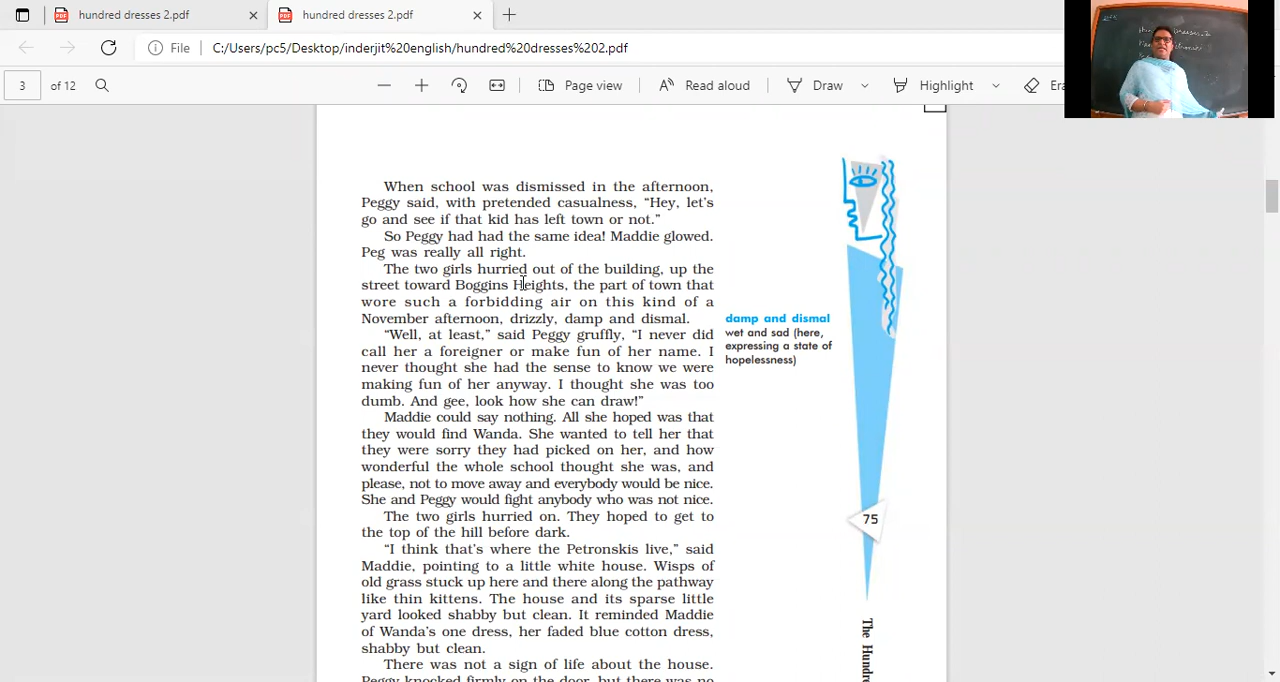 hundred dresses 2.pdf
hundred dresses 2.pdf
File
C:/Users/pc5/Desktop/inderjit%20english/hundred%20dresses%202.pdf
3 of 12
Page view
Read aloud
Draw
Highlight
Era
When school was dismissed in the afternoon,
Peggy said, with pretended casualness, “Hey, let’s
go and see if that kid has left town or not.”
So Peggy had had the same idea! Maddie glowed.
Peg was really all right.
The two girls hurried out of the building, up the
street toward Boggins Heights, the part of town that
wore such a forbidding air on this kind of a
November afternoon, drizzly, damp and dismal.
“Well, at least,” said Peggy gruffly, “I never did
call her a foreigner or make fun of her name. I
never thought she had the sense to know we were
making fun of her anyway. I thought she was too
dumb. And gee, look how she can draw!”
Maddie could say nothing. All she hoped was that
they would find Wanda. She wanted to tell her that
they were sorry they had picked on her, and how
wonderful the whole school thought she was, and
please, not to move away and everybody would be nice.
She and Peggy would fight anybody who was not nice.
The two girls hurried on. They hoped to get to
the top of the hill before dark.
“I think that’s where the Petronskis live,” said
Maddie, pointing to a little white house. Wisps of
old grass stuck up here and there along the pathway
like thin kittens. The house and its sparse little
yard looked shabby but clean. It reminded Maddie
of Wanda’s one dress, her faded blue cotton dress,
shabby but clean.
There was not a sign of life about the house.
Peggy knocked firmly on the door, but there was no
damp and dismal
wet and sad (here,
expressing a state of
hopelessness)
75
The Hundre